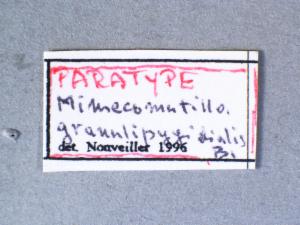 PARATYPE
Mimecomutilla
granulipygidialis
B.
det. Nonveiller 1996